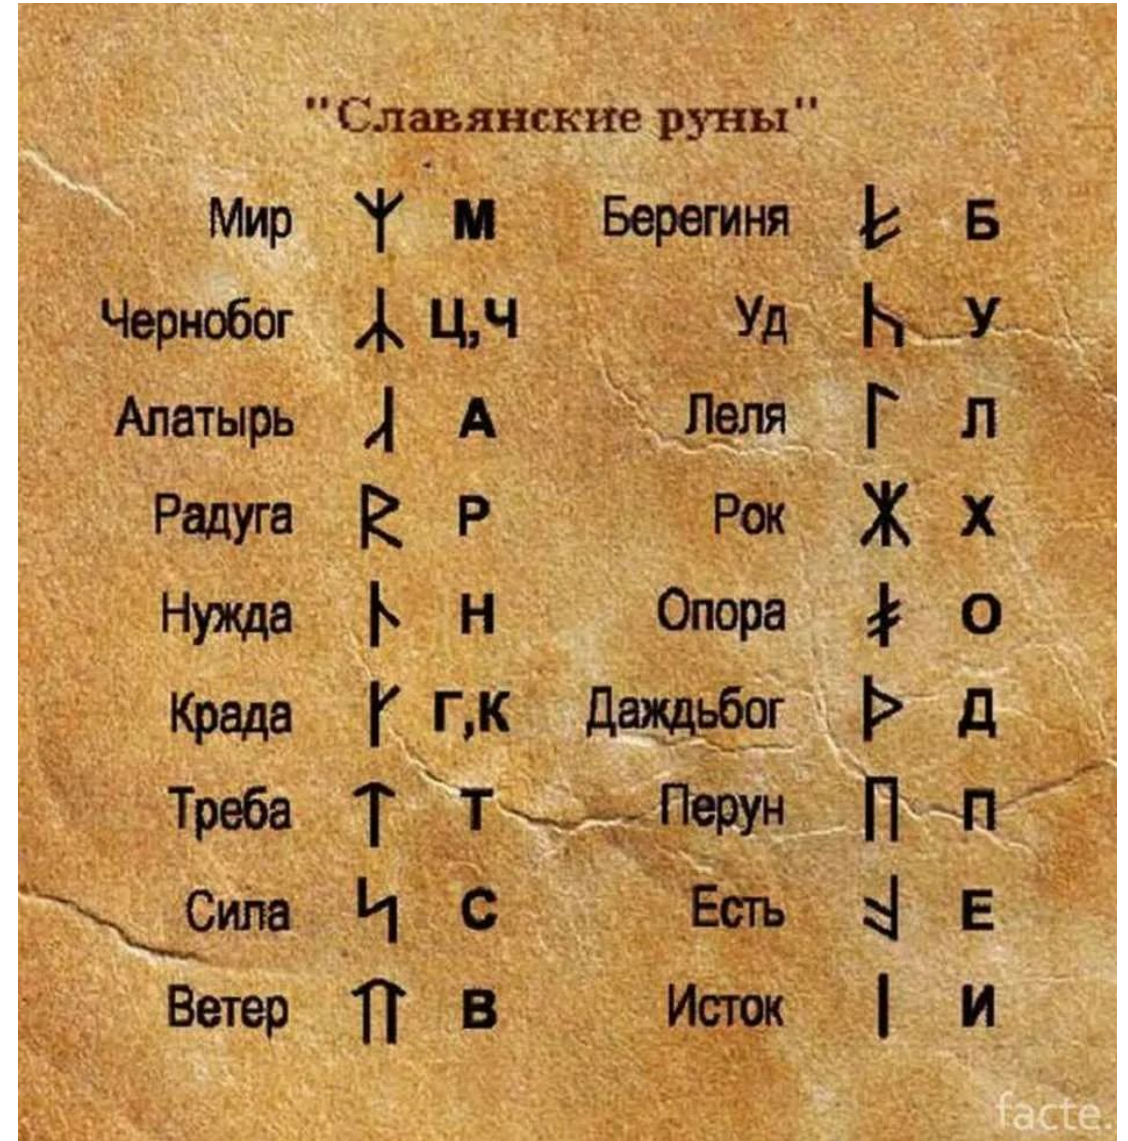 "Славянские руны"
Мир ᛉ М Берегиня Б
Чернобог ᛦ Ц,Ч Уд ᚢ У
Алатырь А Леля ᛚ Л
Радуга ᚱ Р Рок ᚼ Х
Нужда ᚾ Н Опора ᚯ О
Крада ᚴ Г,К Даждьбог ᚦ Д
Треба ᛏ Т Перун П
Сила ᛋ С Есть Е
Ветер В Исток ᛁ И
facte.